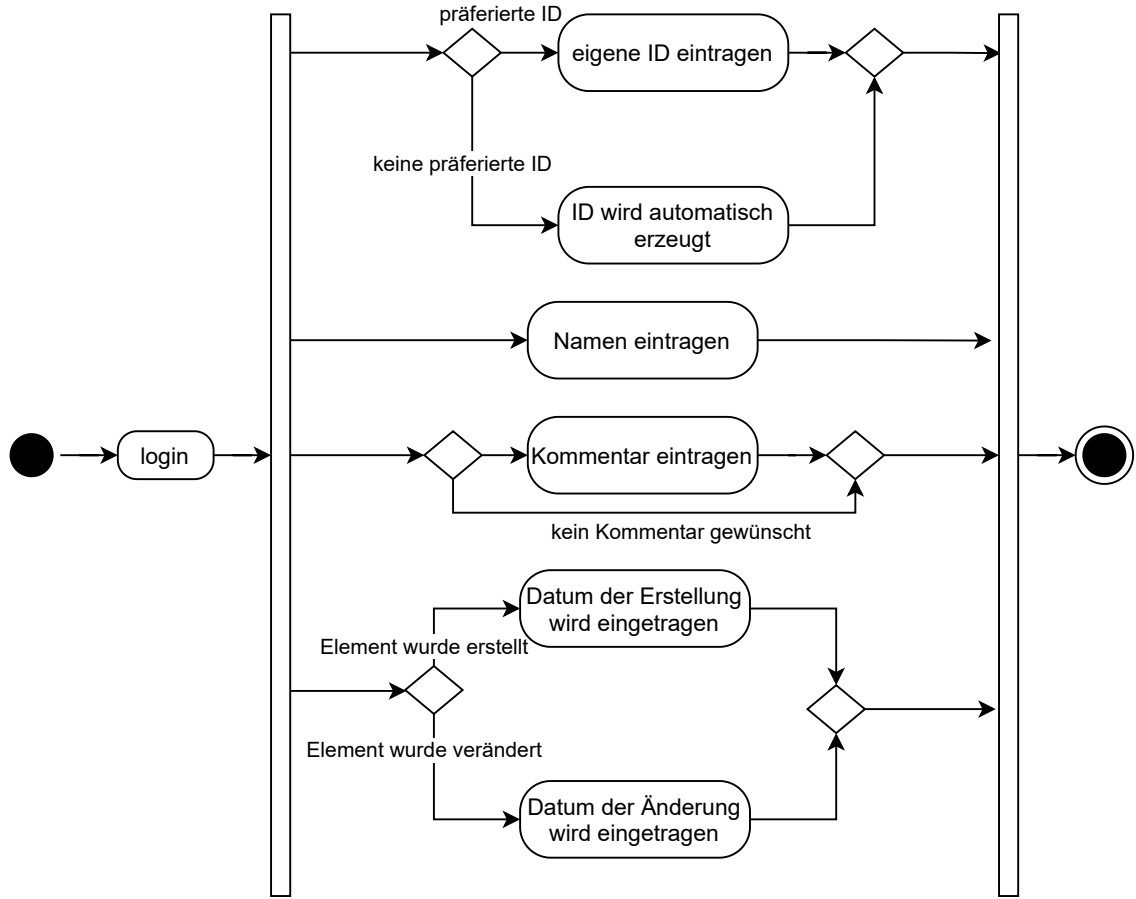 präferierte ID
eigene ID eintragen
keine präferierte ID
ID wird automatisch
erzeugt
Namen eintragen
login
Kommentar eintragen
kein Kommentar gewünscht
Datum der Erstellung
wird eingetragen
Element wurde erstellt
Element wurde verändert
Datum der Änderung
wird eingetragen